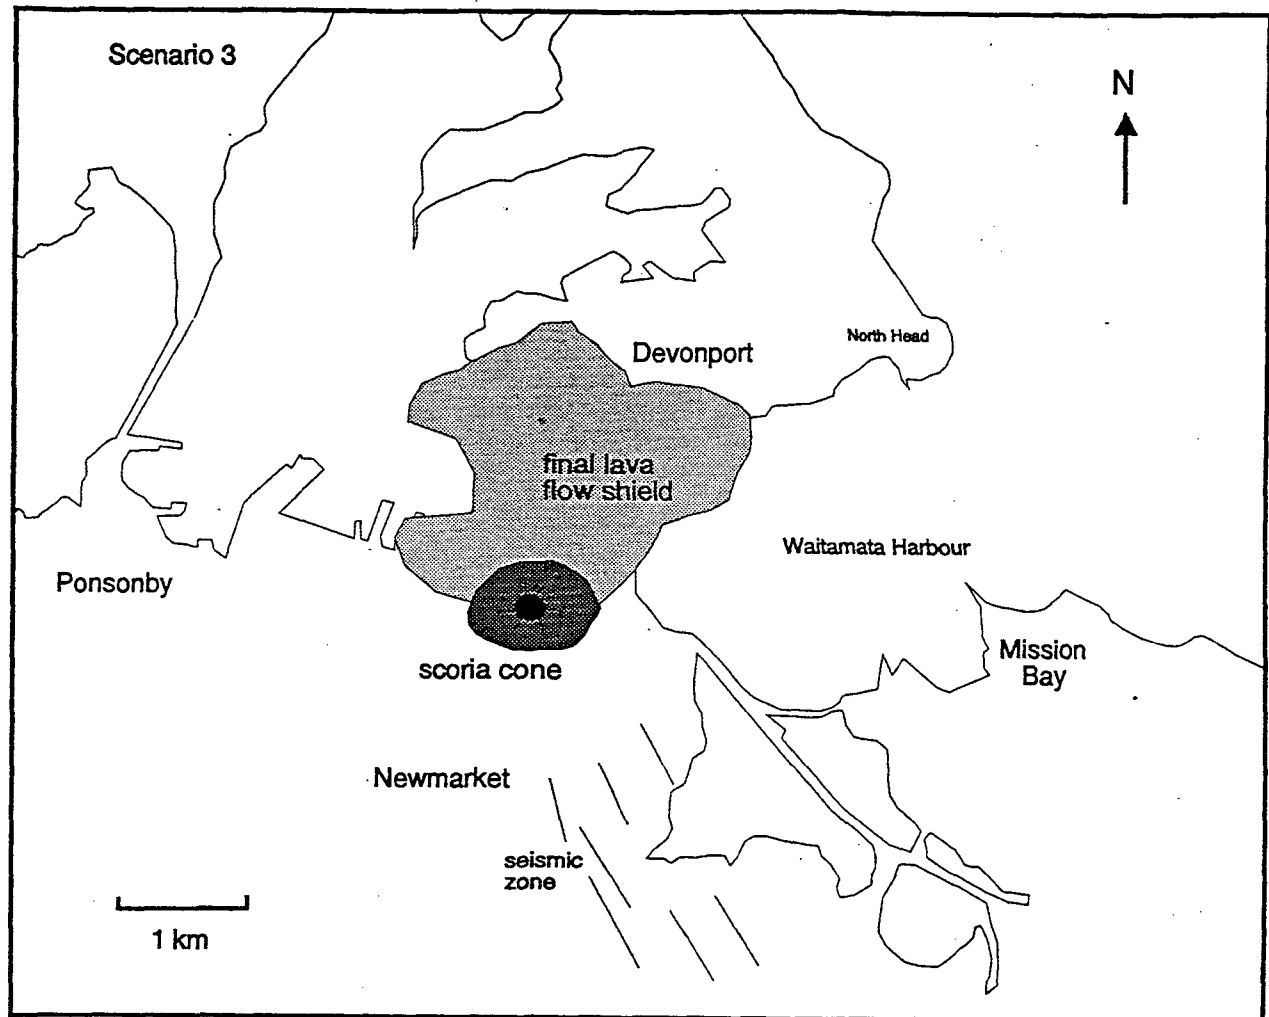 Scenario 3
N
North Head
Devonport
final lava
flow shield
Waitamata Harbour
Ponsonby
Mission
Bay
scoria cone
Newmarket
seismic
zone
1 km